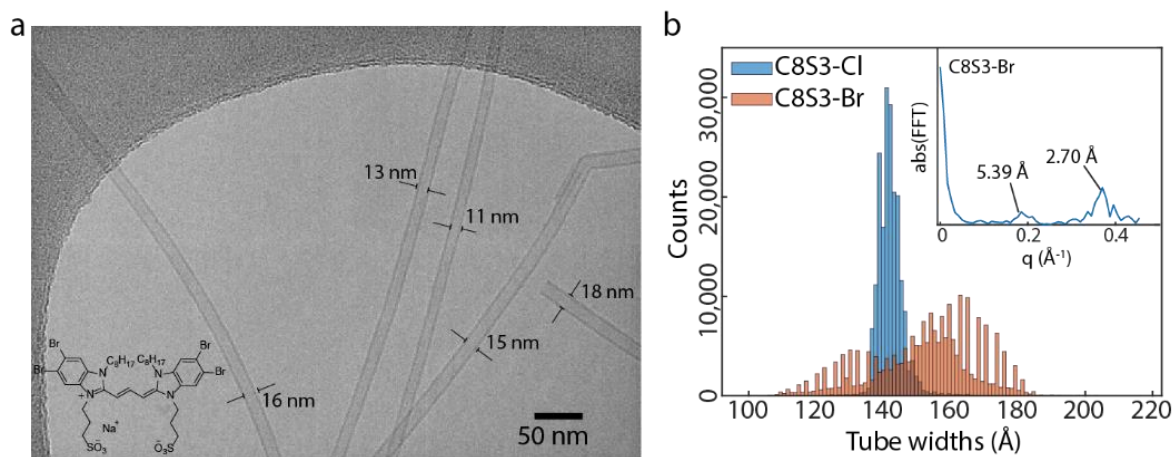 a
13 nm
11 nm
18 nm
15 nm
16 nm
50 nm
Br
Br
C₈H₁₇ C₈H₁₇
N
N
Br
Br
N
+
N
Na⁺
SO₃⁻
⁻O₃S
b
C8S3-Cl
C8S3-Br
C8S3-Br
5.39 Å
2.70 Å
abs(FFT)
0
0.2
0.4
q (Å⁻¹)
Counts
30,000
20,000
10,000
0
100
120
140
160
180
200
220
Tube widths (Å)